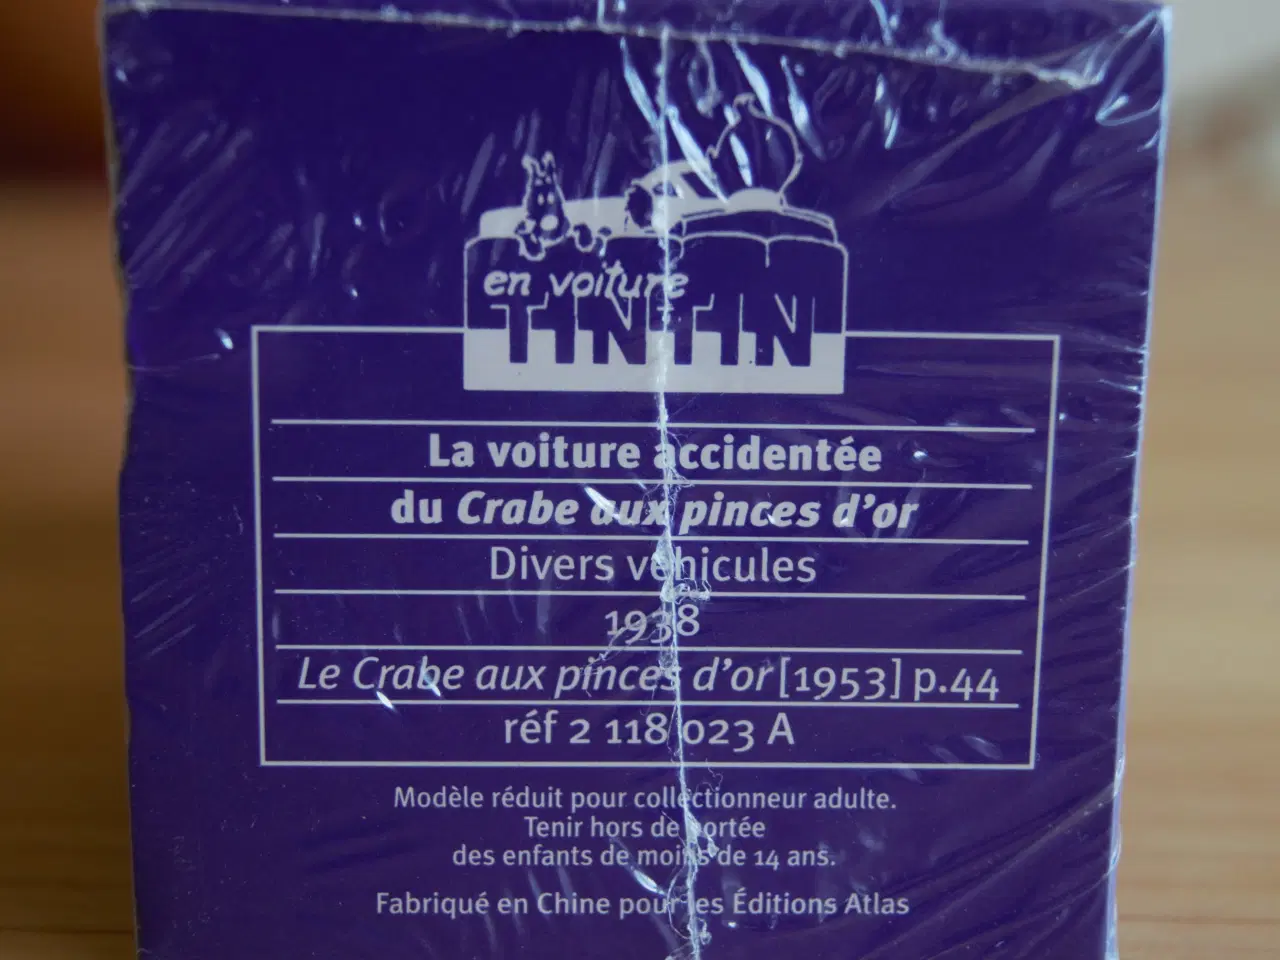 en voiture
TINTIN
La voiture accidentée
du Crabe aux pinces d'or
Divers véhicules
1938
Le Crabe aux pinces d'or [1953] p.44
réf 2 118 023 A
Modèle réduit pour collectionneur adulte.
Tenir hors de portée
des enfants de moins de 14 ans.
Fabriqué en Chine pour les Éditions Atlas